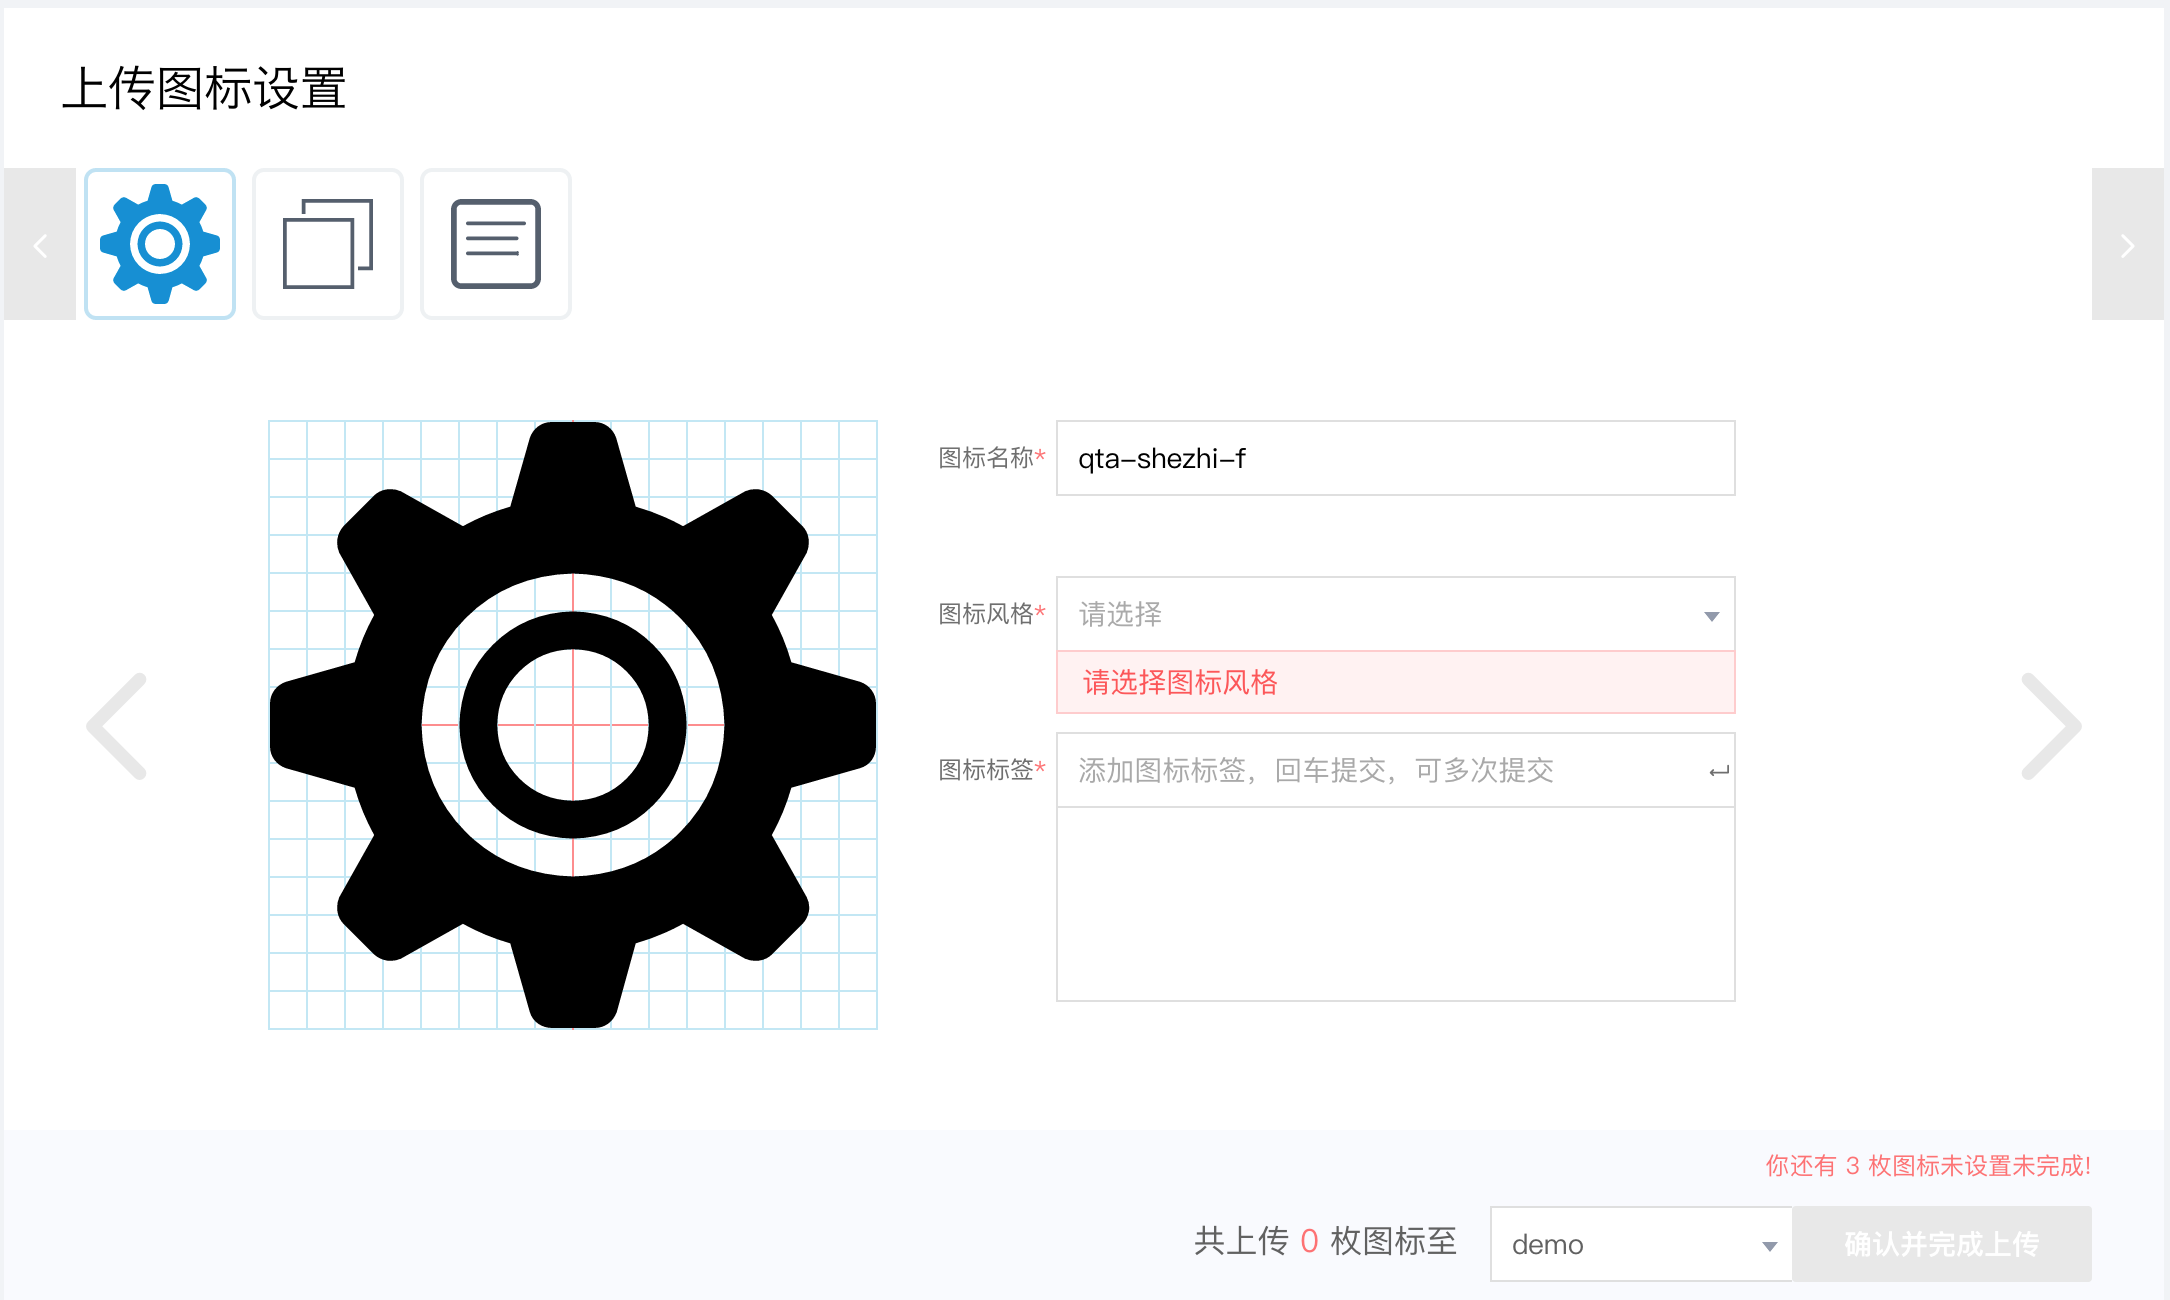 上传图标设置
图标名称*
qta-shezhi-f
图标风格*
请选择
请选择图标风格
图标标签*
添加图标标签，回车提交，可多次提交
你还有 3 枚图标未设置未完成!
共上传 0 枚图标至
demo
确认并完成上传